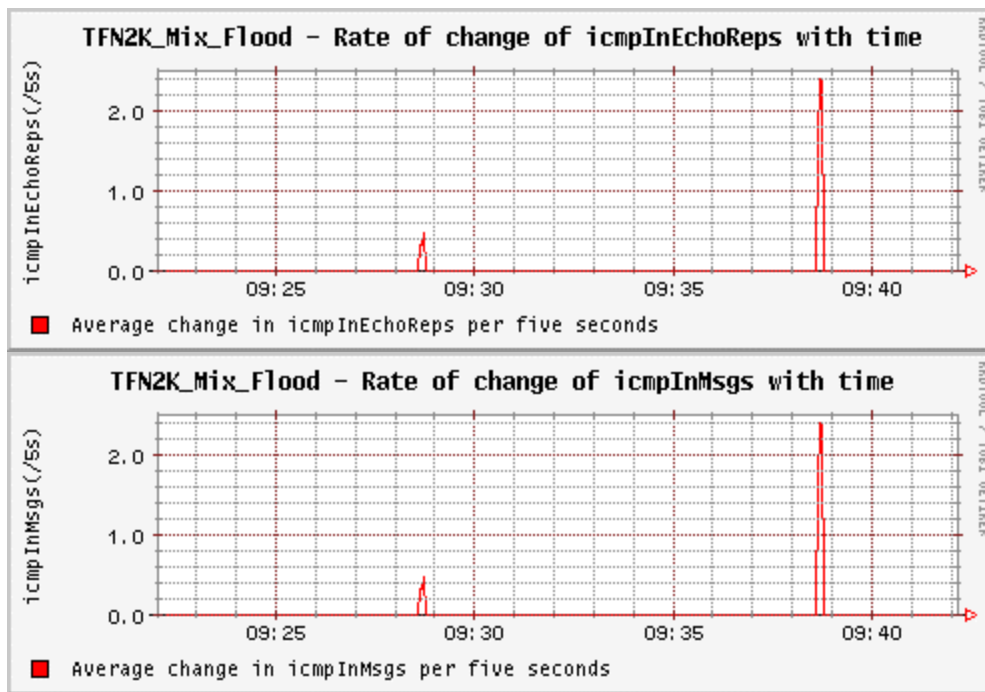 TFN2K_Mix_Flood - Rate of change of icmpInEchoReps with time
icmpInEchoReps(/5s)
2.0
1.0
0.0
09:25 09:30 09:35 09:40
Average change in icmpInEchoReps per five seconds
TFN2K_Mix_Flood - Rate of change of icmpInMsgs with time
icmpInMsgs(/5s)
2.0
1.0
0.0
09:25 09:30 09:35 09:40
Average change in icmpInMsgs per five seconds